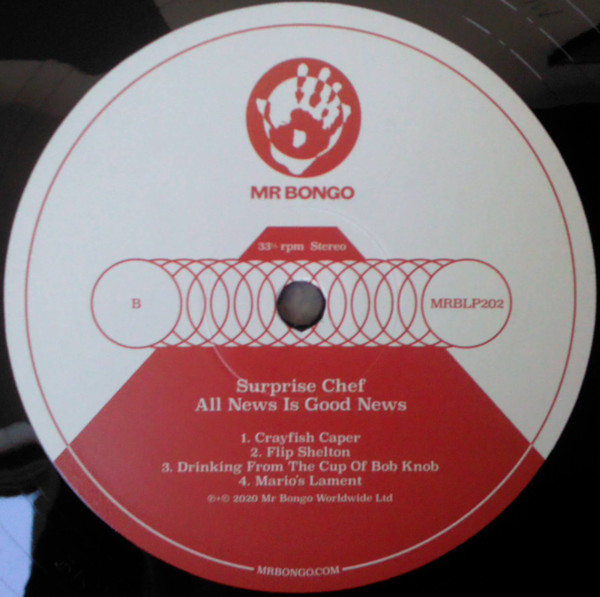 MR BONGO
33⅓ rpm Stereo
B
MRBLP202
Surprise Chef
All News Is Good News
1. Crayfish Caper
2. Flip Shelton
3. Drinking From The Cup Of Bob Knob
4. Mario's Lament
℗+© 2020 Mr Bongo Worldwide Ltd
MRBONGO.COM